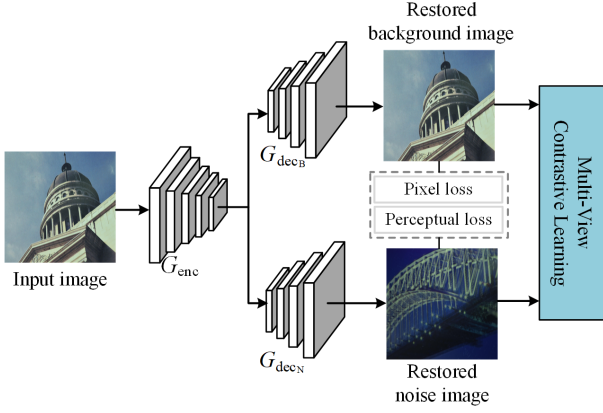 Restored
background image
G_decB
Pixel loss
Perceptual loss
Multi-View
Contrastive Learning
Input image
G_enc
G_decN
Restored
noise image